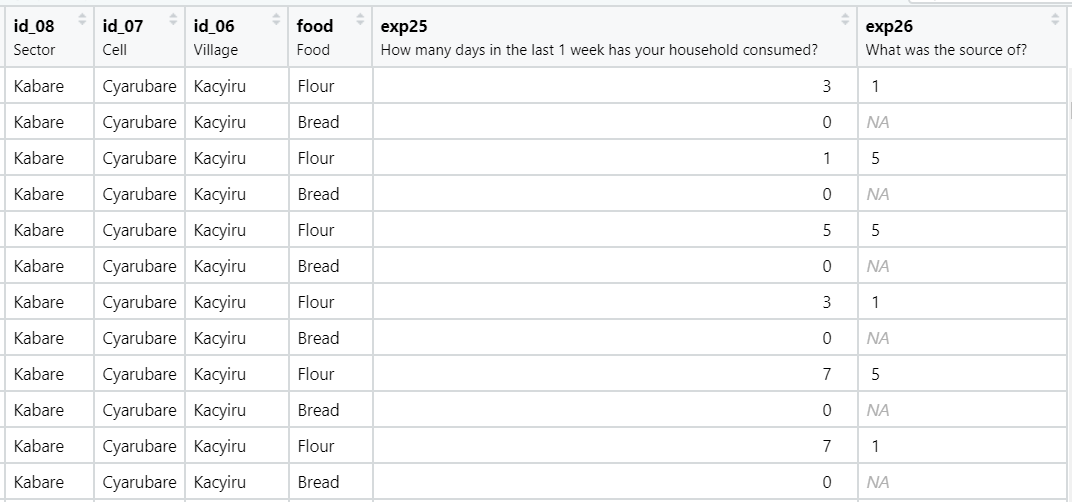 id_08 id_07 id_06 food exp25 exp26
Sector Cell Village Food How many days in the last 1 week has your household consumed? What was the source of?
Kabare Cyarubare Kacyiru Flour 3 1
Kabare Cyarubare Kacyiru Bread 0 NA
Kabare Cyarubare Kacyiru Flour 1 5
Kabare Cyarubare Kacyiru Bread 0 NA
Kabare Cyarubare Kacyiru Flour 5 5
Kabare Cyarubare Kacyiru Bread 0 NA
Kabare Cyarubare Kacyiru Flour 3 1
Kabare Cyarubare Kacyiru Bread 0 NA
Kabare Cyarubare Kacyiru Flour 7 5
Kabare Cyarubare Kacyiru Bread 0 NA
Kabare Cyarubare Kacyiru Flour 7 1
Kabare Cyarubare Kacyiru Bread 0 NA